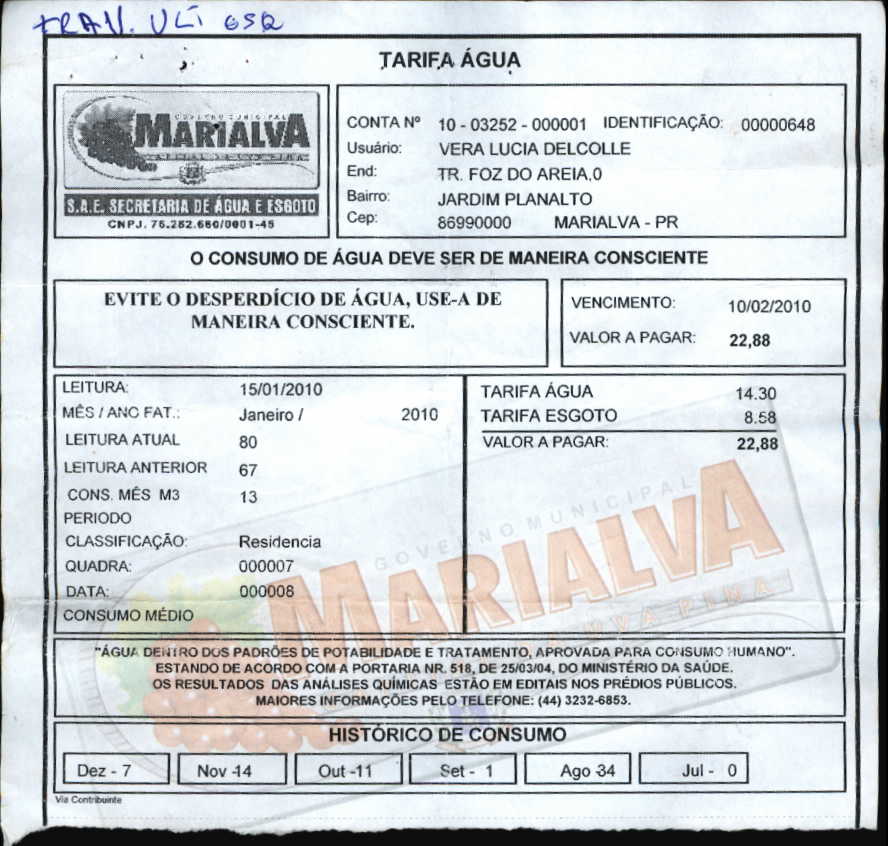 TRAV. ULT ESQ
TARIFA ÁGUA
GOVERNO MUNICIPAL
MARIALVA
S.A.E. SECRETARIA DE ÁGUA E ESGOTO
CNPJ. 76.282.680/0001-45
CONTA Nº 10 - 03252 - 000001 IDENTIFICAÇÃO: 00000648
Usuário: VERA LUCIA DELCOLLE
End: TR. FOZ DO AREIA,0
Bairro: JARDIM PLANALTO
Cep: 86990000 MARIALVA - PR
O CONSUMO DE ÁGUA DEVE SER DE MANEIRA CONSCIENTE
EVITE O DESPERDÍCIO DE ÁGUA, USE-A DE
MANEIRA CONSCIENTE.
VENCIMENTO: 10/02/2010
VALOR A PAGAR: 22,88
LEITURA: 15/01/2010
MÊS / ANO FAT.: Janeiro / 2010
LEITURA ATUAL 80
LEITURA ANTERIOR 67
CONS. MÊS M3 13
PERIODO
CLASSIFICAÇÃO: Residencia
QUADRA: 000007
DATA: 000008
CONSUMO MÉDIO
TARIFA ÁGUA 14.30
TARIFA ESGOTO 8.58
VALOR A PAGAR: 22,88
GOVERNO MUNICIPAL
MARIALVA
DA UVA FINA
"ÁGUA DENTRO DOS PADRÕES DE POTABILIDADE E TRATAMENTO, APROVADA PARA CONSUMO HUMANO".
ESTANDO DE ACORDO COM A PORTARIA NR. 518, DE 25/03/04, DO MINISTÉRIO DA SAÚDE.
OS RESULTADOS DAS ANÁLISES QUÍMICAS ESTÃO EM EDITAIS NOS PRÉDIOS PÚBLICOS.
MAIORES INFORMAÇÕES PELO TELEFONE: (44) 3232-6853.
HISTÓRICO DE CONSUMO
Dez - 7 Nov -14 Out -11 Set - 1 Ago -34 Jul - 0
Via Contribuinte